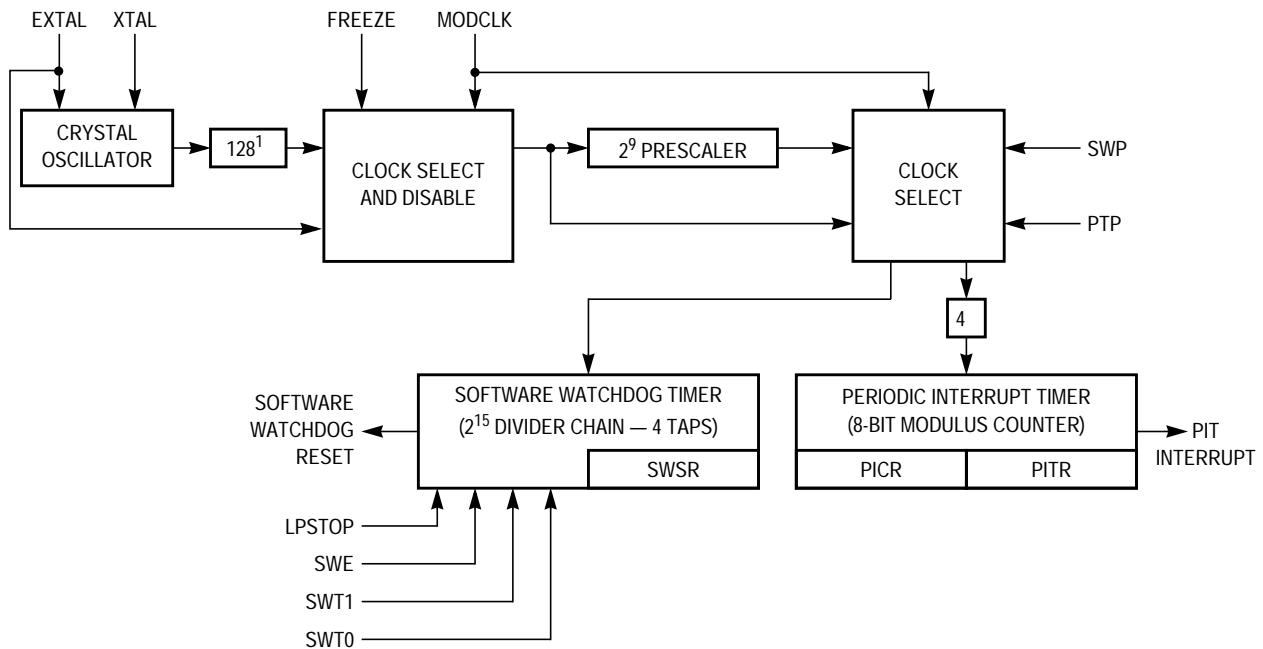 EXTAL XTAL FREEZE MODCLK
CRYSTAL
OSCILLATOR
128¹
CLOCK SELECT
AND DISABLE
2⁹ PRESCALER
CLOCK
SELECT
SWP
PTP
4
SOFTWARE
WATCHDOG
RESET
SOFTWARE WATCHDOG TIMER
(2¹⁵ DIVIDER CHAIN — 4 TAPS)
SWSR
PERIODIC INTERRUPT TIMER
(8-BIT MODULUS COUNTER)
PICR PITR
PIT
INTERRUPT
LPSTOP
SWE
SWT1
SWT0